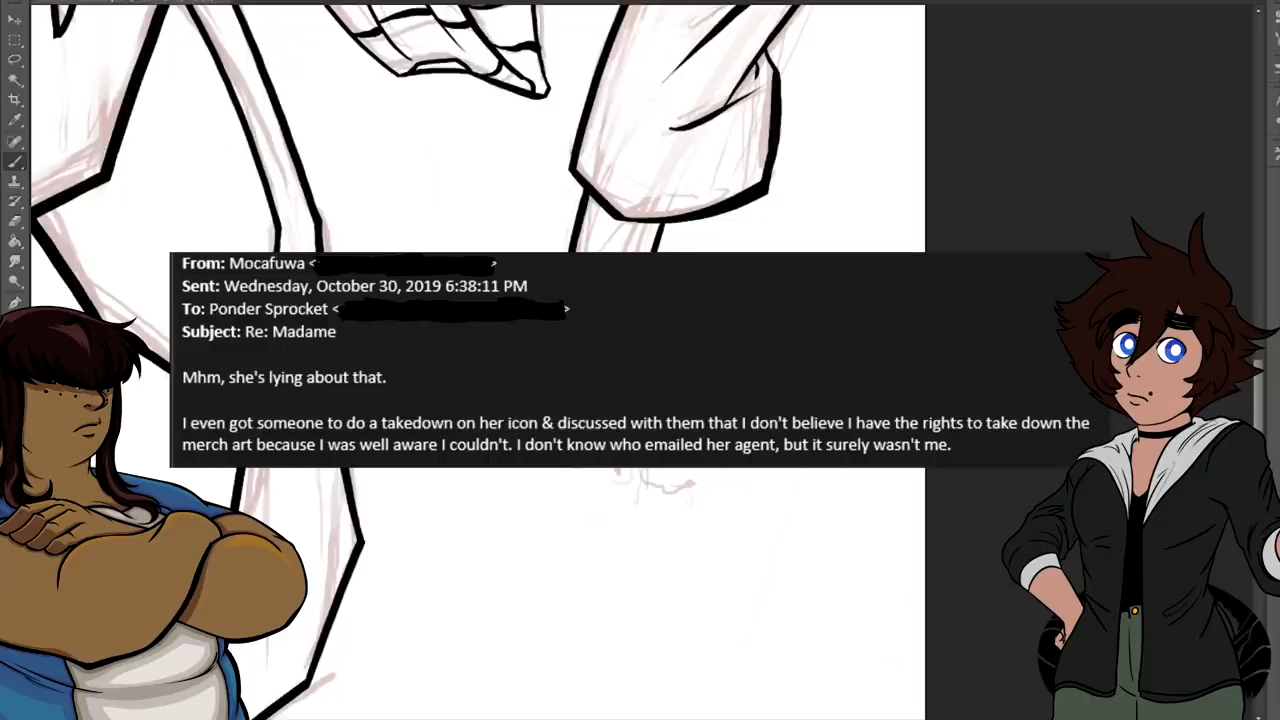 From: Mocafuwa < >
Sent: Wednesday, October 30, 2019 6:38:11 PM
To: Ponder Sprocket < >
Subject: Re: Madame
Mhm, she's lying about that.
I even got someone to do a takedown on her icon & discussed with them that I don't believe I have the rights to take down the
merch art because I was well aware I couldn't. I don't know who emailed her agent, but it surely wasn't me.